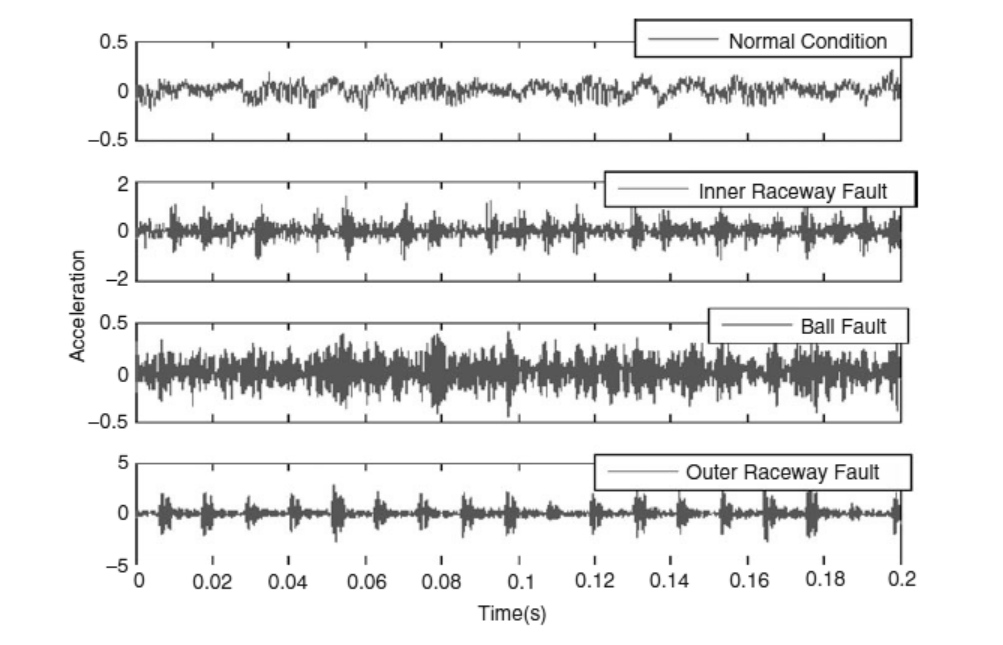 Normal Condition
0.5
0
−0.5
Inner Raceway Fault
2
0
−2
Acceleration
Ball Fault
0.5
0
−0.5
Outer Raceway Fault
5
0
−5
0 0.02 0.04 0.06 0.08 0.1 0.12 0.14 0.16 0.18 0.2
Time(s)